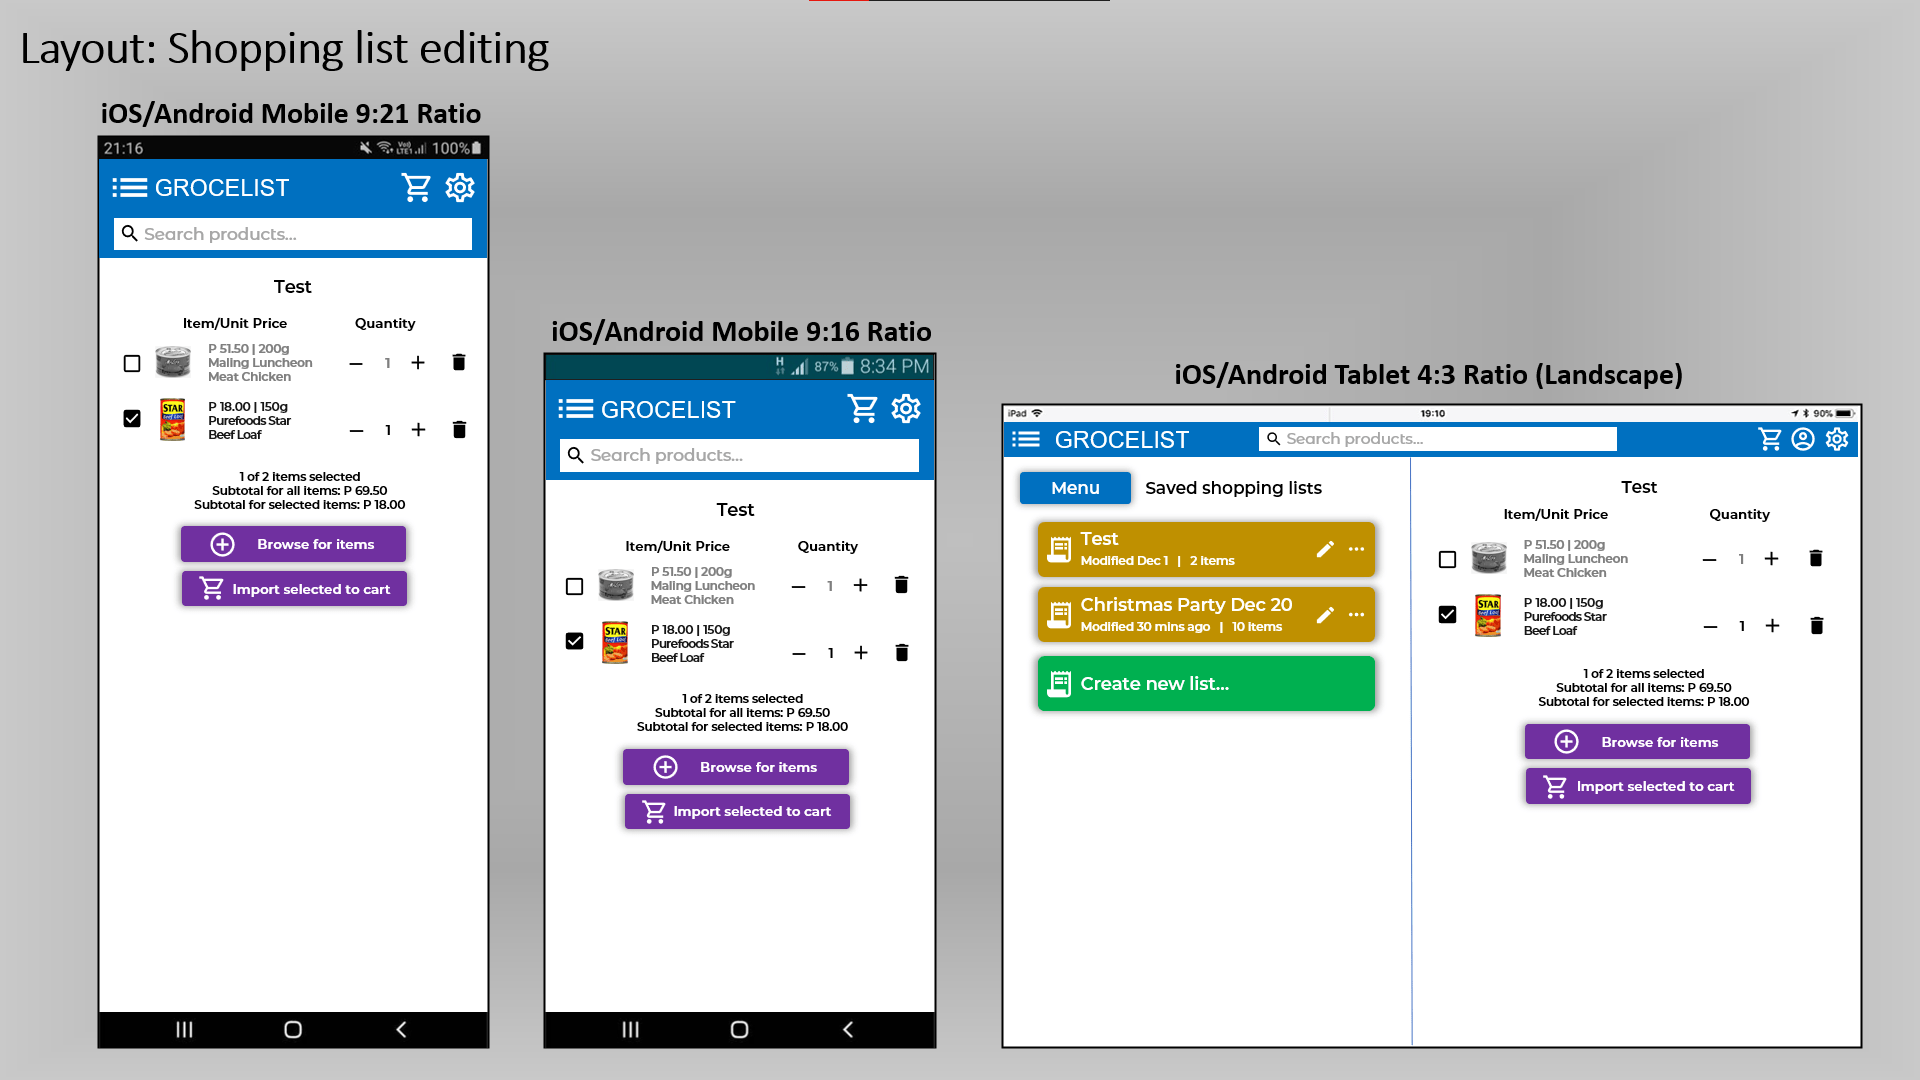 Layout: Shopping list editing
iOS/Android Mobile 9:21 Ratio
21:16
100%
GROCELIST
Search products...
Test
Item/Unit Price Quantity
P 51.50 | 200g
Maling Luncheon
Meat Chicken
1
STAR
P 18.00 | 150g
Purefoods Star
Beef Loaf
1
1 of 2 items selected
Subtotal for all items: P 69.50
Subtotal for selected items: P 18.00
Browse for items
Import selected to cart
iOS/Android Mobile 9:16 Ratio
H 87% 8:34 PM
GROCELIST
Search products...
Test
Item/Unit Price Quantity
P 51.50 | 200g
Maling Luncheon
Meat Chicken
1
STAR
P 18.00 | 150g
Purefoods Star
Beef Loaf
1
1 of 2 items selected
Subtotal for all items: P 69.50
Subtotal for selected items: P 18.00
Browse for items
Import selected to cart
iOS/Android Tablet 4:3 Ratio (Landscape)
iPad 19:10 90%
GROCELIST Search products...
Menu Saved shopping lists
Test
Modified Dec 1 | 2 items
Christmas Party Dec 20
Modified 30 mins ago | 10 items
Create new list...
Test
Item/Unit Price Quantity
P 51.50 | 200g
Maling Luncheon
Meat Chicken
1
STAR
P 18.00 | 150g
Purefoods Star
Beef Loaf
1
1 of 2 items selected
Subtotal for all items: P 69.50
Subtotal for selected items: P 18.00
Browse for items
Import selected to cart